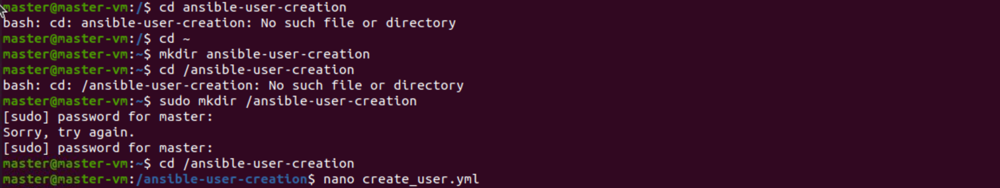 master@master-vm:/$ cd ansible-user-creation
bash: cd: ansible-user-creation: No such file or directory
master@master-vm:/$ cd ~
master@master-vm:~$ mkdir ansible-user-creation
master@master-vm:~$ cd /ansible-user-creation
bash: cd: /ansible-user-creation: No such file or directory
master@master-vm:~$ sudo mkdir /ansible-user-creation
[sudo] password for master:
Sorry, try again.
[sudo] password for master:
master@master-vm:~$ cd /ansible-user-creation
master@master-vm:/ansible-user-creation$ nano create_user.yml